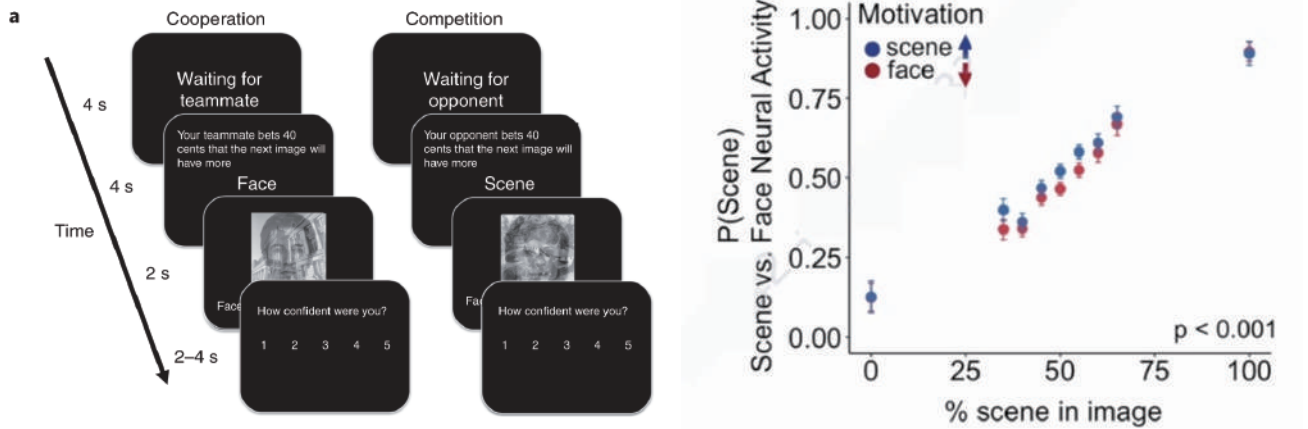 a
Cooperation
Competition
Waiting for
teammate
Waiting for
opponent
4 s
Your teammate bets 40
cents that the next image will
have more
Face
Your opponent bets 40
cents that the next image will
have more
Scene
4 s
Time
2 s
Face
Fa
How confident were you?
1 2 3 4 5
How confident were you?
1 2 3 4 5
2–4 s
P(Scene)
Scene vs. Face Neural Activity
1.00
0.75
0.50
0.25
0.00
Motivation
scene
face
p < 0.001
0 25 50 75 100
% scene in image